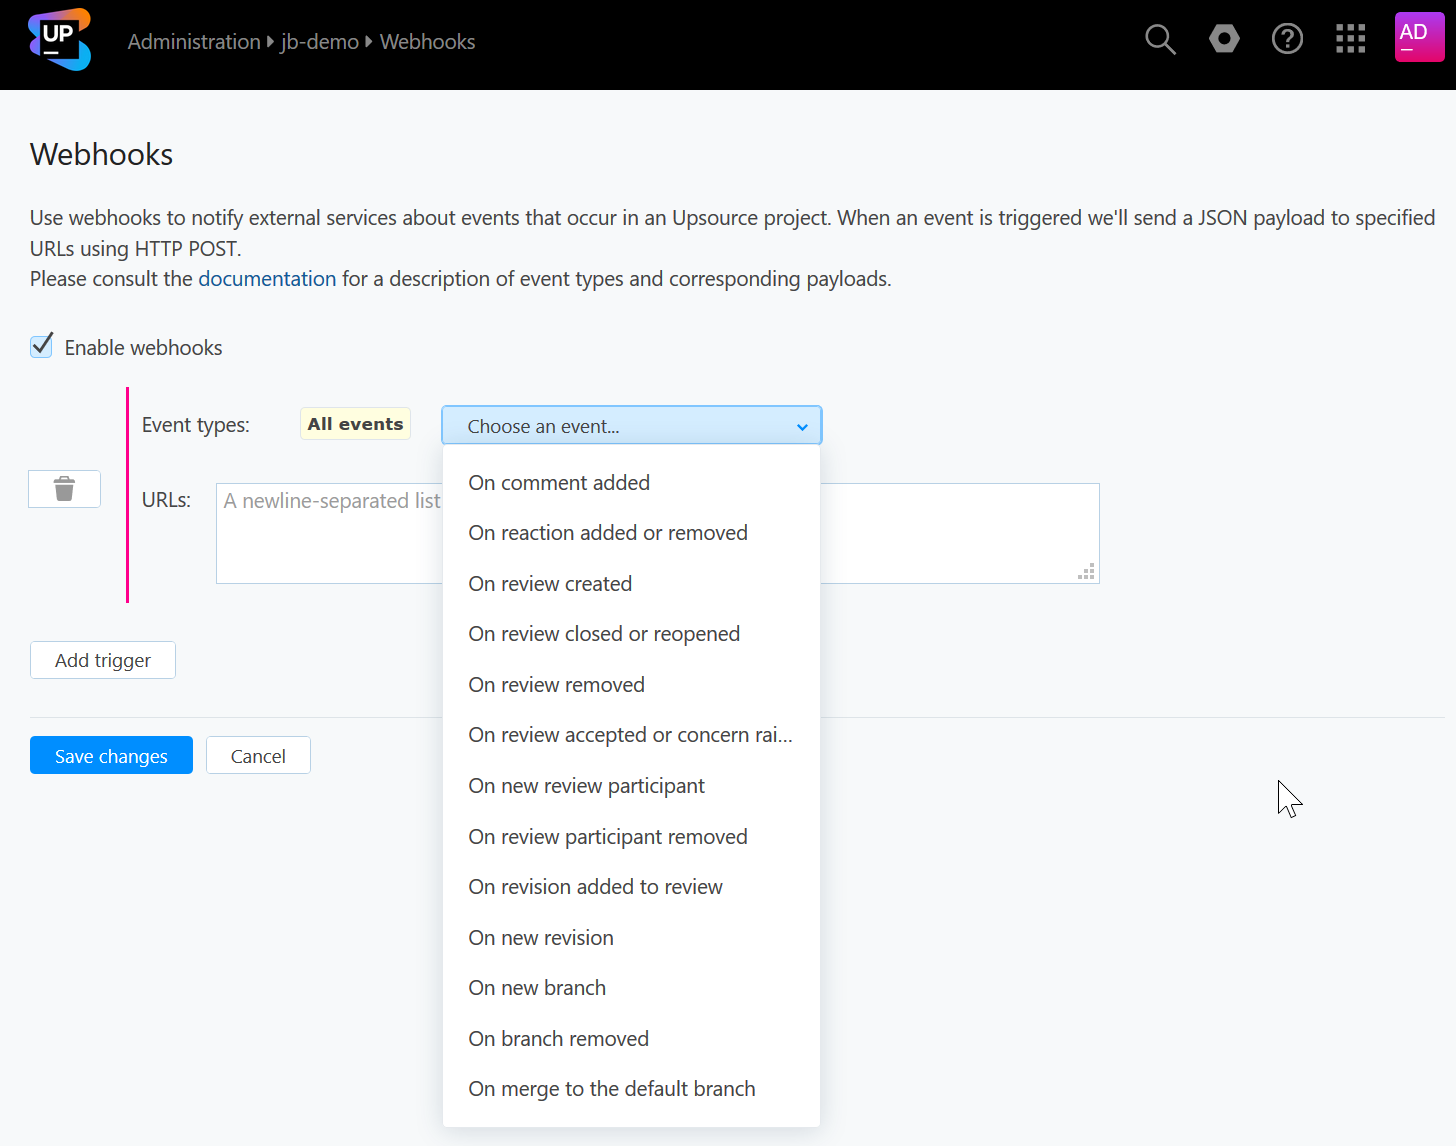 UP
Administration jb-demo Webhooks
AD
Webhooks
Use webhooks to notify external services about events that occur in an Upsource project. When an event is triggered we'll send a JSON payload to specified
URLs using HTTP POST.
Please consult the documentation for a description of event types and corresponding payloads.
Enable webhooks
Event types: All events Choose an event...
URLs: A newline-separated list
On comment added
On reaction added or removed
On review created
On review closed or reopened
On review removed
On review accepted or concern rai...
On new review participant
On review participant removed
On revision added to review
On new revision
On new branch
On branch removed
On merge to the default branch
Add trigger
Save changes Cancel